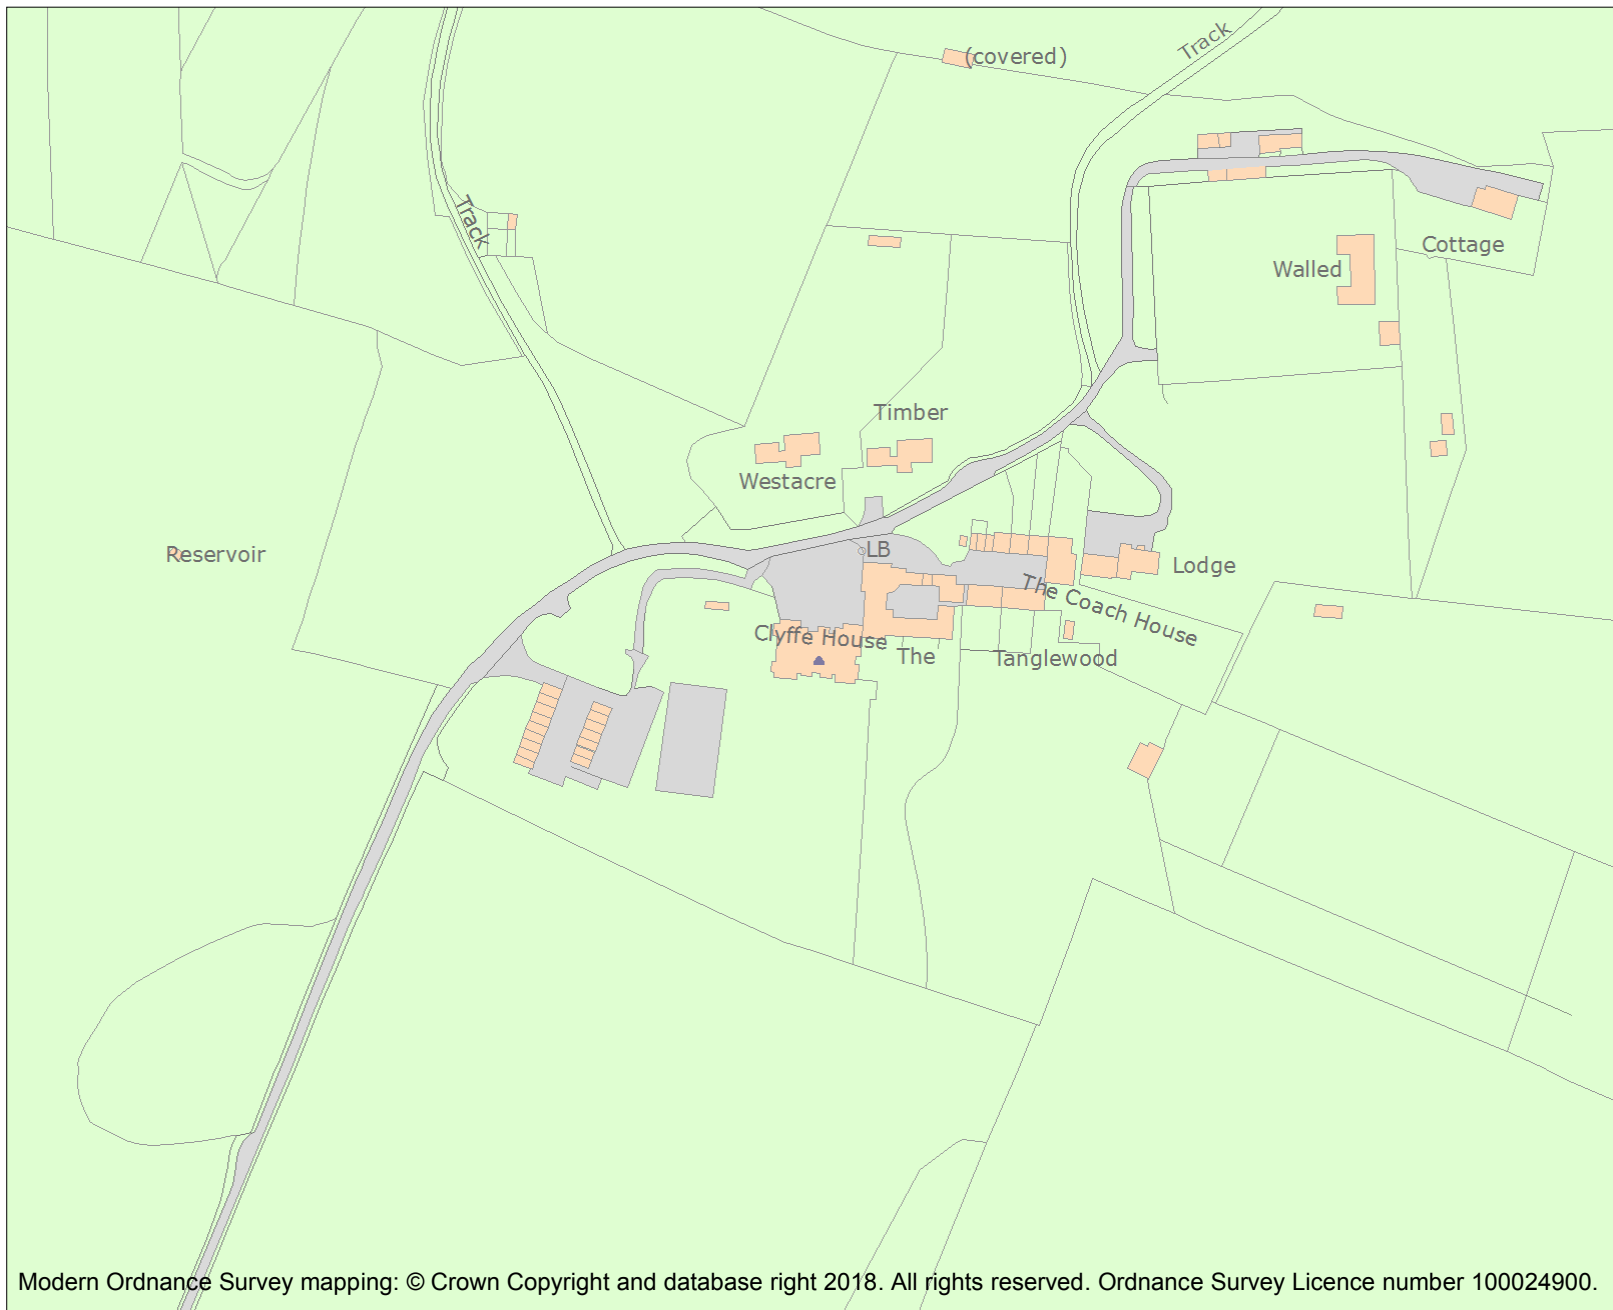 Track
(covered)
Track
Cottage
Walled
Timber
Westacre
LB
Reservoir
Lodge
The Coach House
Clyffe House
The
Tanglewood
Modern Ordnance Survey mapping: © Crown Copyright and database right 2018. All rights reserved. Ordnance Survey Licence number 100024900.